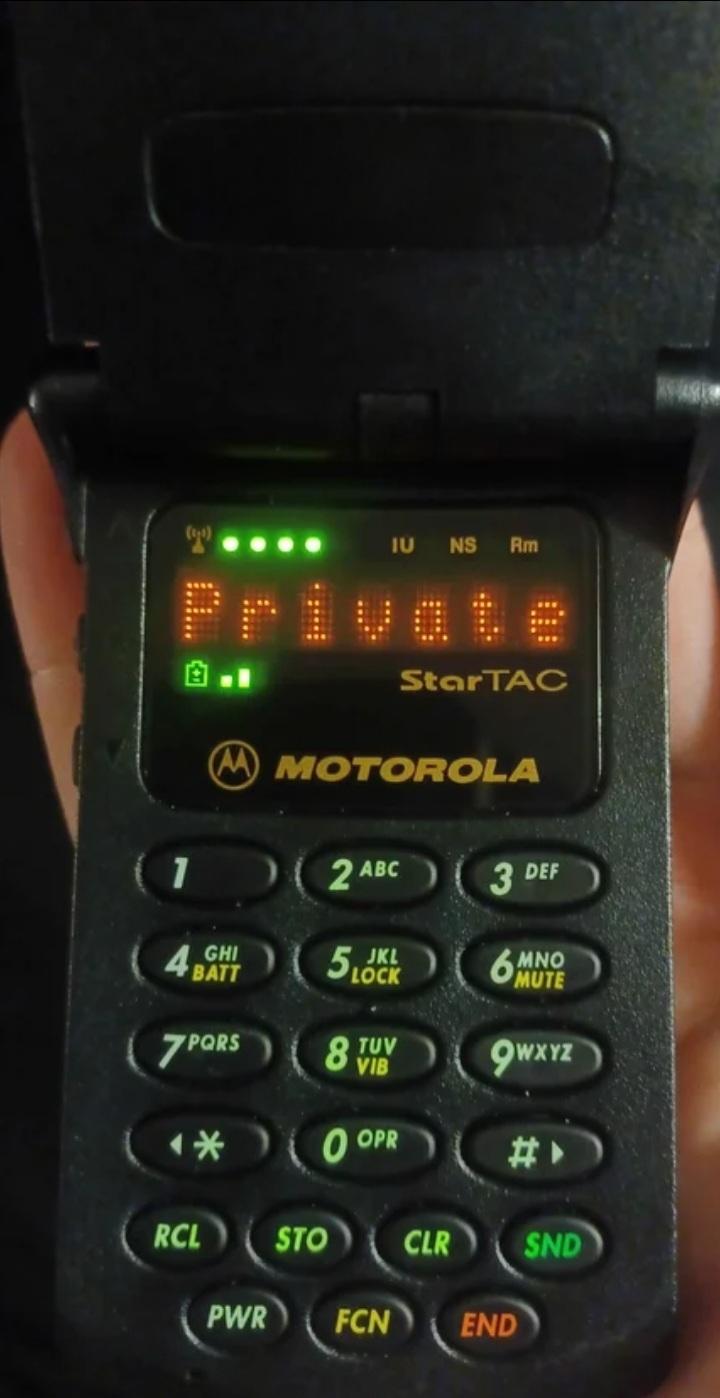 IU NS Rm
Private
StarTAC
MOTOROLA
1 2 ABC 3 DEF
4 GHI BATT 5 JKL LOCK 6 MNO MUTE
7 PQRS 8 TUV VIB 9 WXYZ
* 0 OPR #
RCL STO CLR SND
PWR FCN END